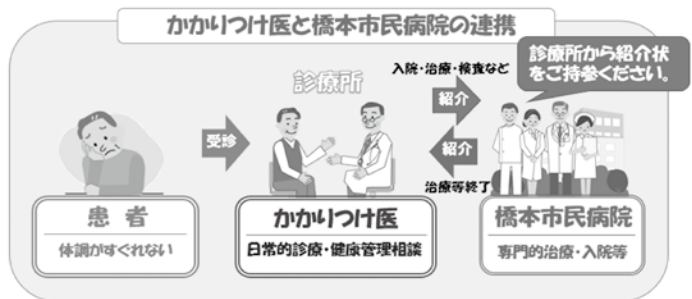 かかりつけ医と橋本市民病院の連携
診療所から紹介状
をご持参ください。
診療所
入院・治療・検査など
紹介
受診
紹介
治療等終了
患者
体調がすぐれない
かかりつけ医
日常的診療・健康管理相談
橋本市民病院
専門的治療・入院等